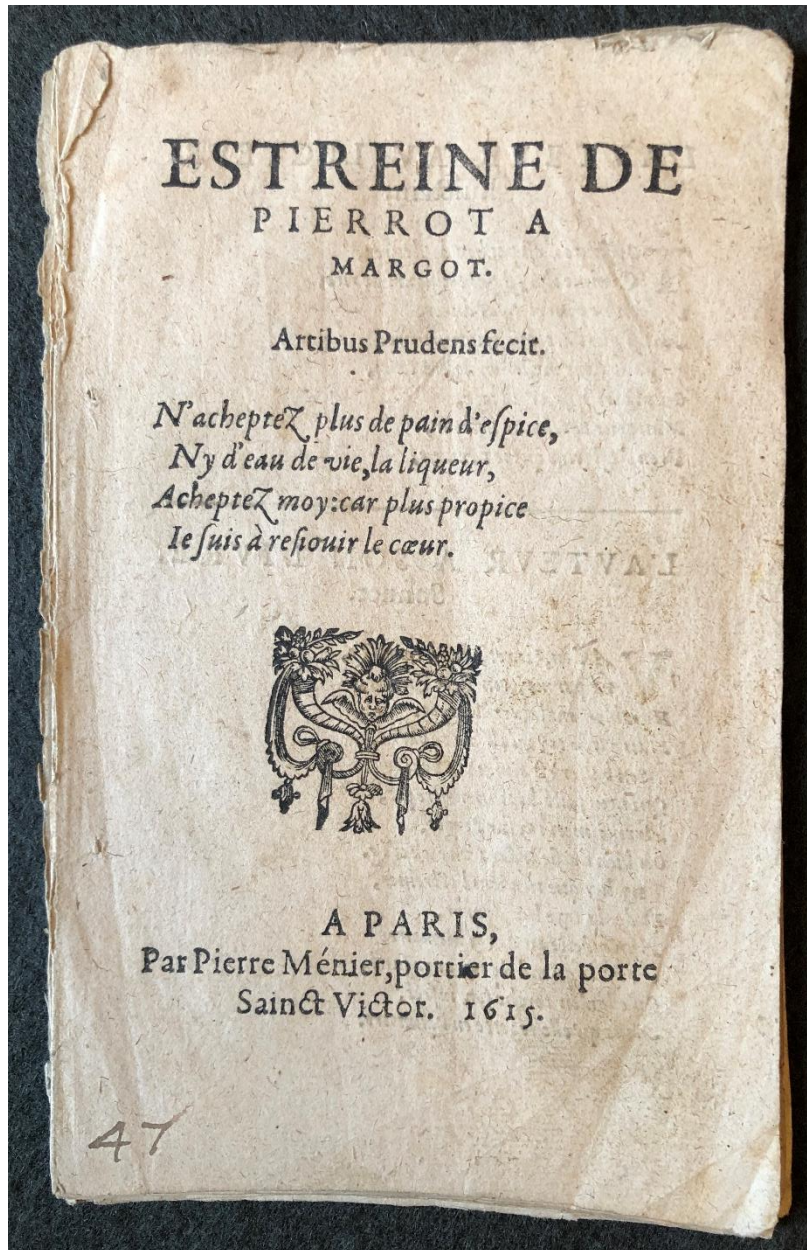 ESTREINE DE
PIERROT A
MARGOT.
Artibus Prudens fecit.
N'acheptez plus de pain d'eſpice,
Ny d'eau de vie,la liqueur,
Acheptez moy:car plus propice
Ie ſuis à reſiouir le cœur.
A PARIS,
Par Pierre Ménier,portier de la porte
Sainct Victor. 1615.
47